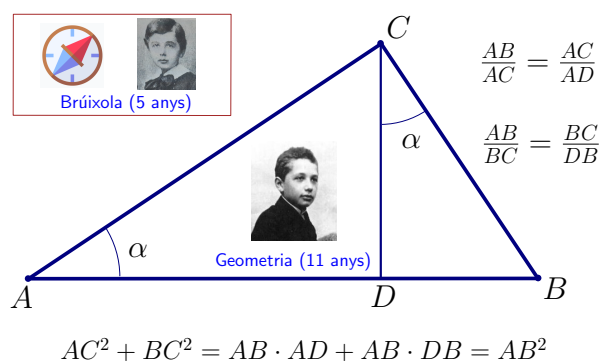 Brúixola (5 anys)
C
AB/AC = AC/AD
AB/BC = BC/DB
α
α
Geometria (11 anys)
A
D
B
AC² + BC² = AB · AD + AB · DB = AB²